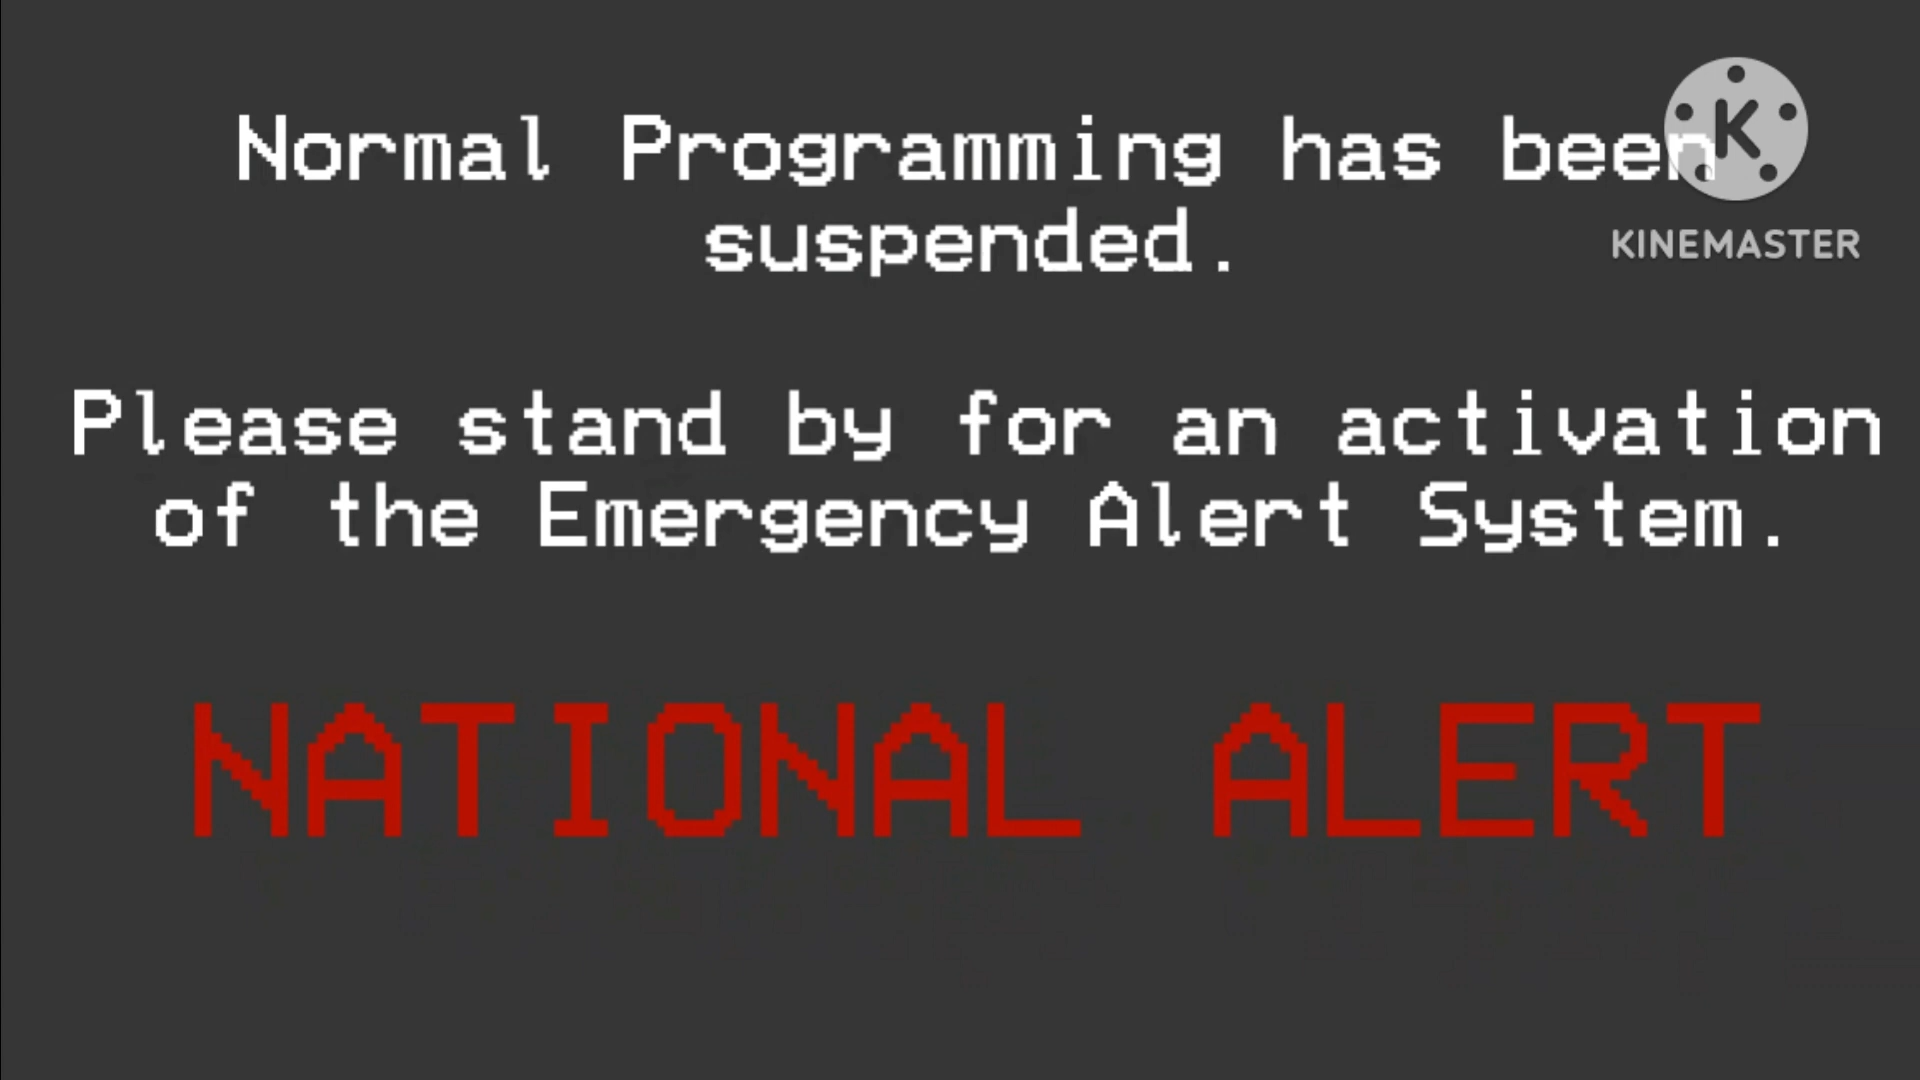 Normal Programming has been
suspended.
K
KINEMASTER
Please stand by for an activation
of the Emergency Alert System.
NATIONAL ALERT